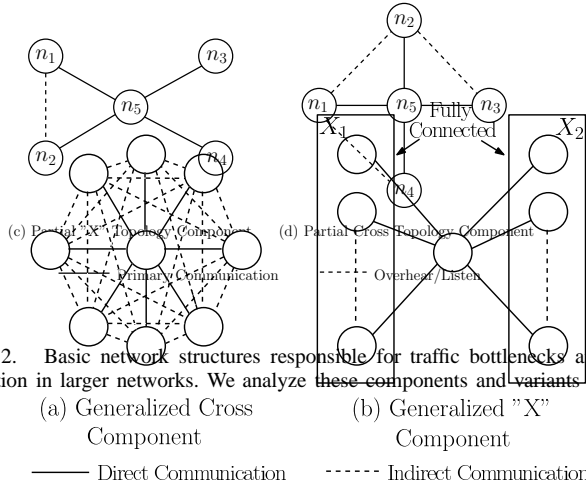 n2
n1
n3
n5
n2
n4
n1
n5
n3
Fully
Connected
X1
X2
n4
(c) Partial "X" Topology Component
(d) Partial Cross Topology Component
Primary Communication
Overhear/Listen
2. Basic network structures responsible for traffic bottlenecks a
tion in larger networks. We analyze these components and variants
(a) Generalized Cross
Component
(b) Generalized "X"
Component
Direct Communication
Indirect Communication